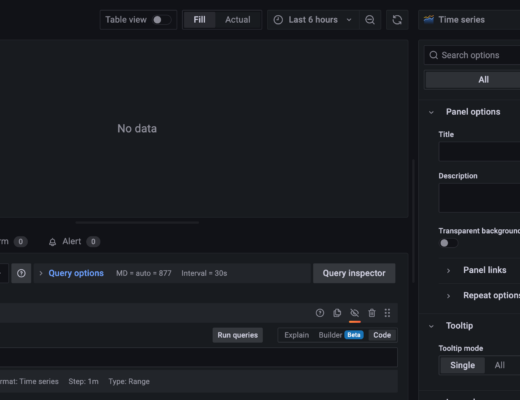 Table view Fill Actual Last 6 hours Time series
Search options
All
Panel options
No data
Title
Description
Transparent background
rm 0 Alert 0
Query options MD = auto = 877 Interval = 30s Query inspector
Panel links
Repeat options
Run queries Explain Builder Beta Code
Tooltip
Tooltip mode
Single All
rmat: Time series Step: 1m Type: Range